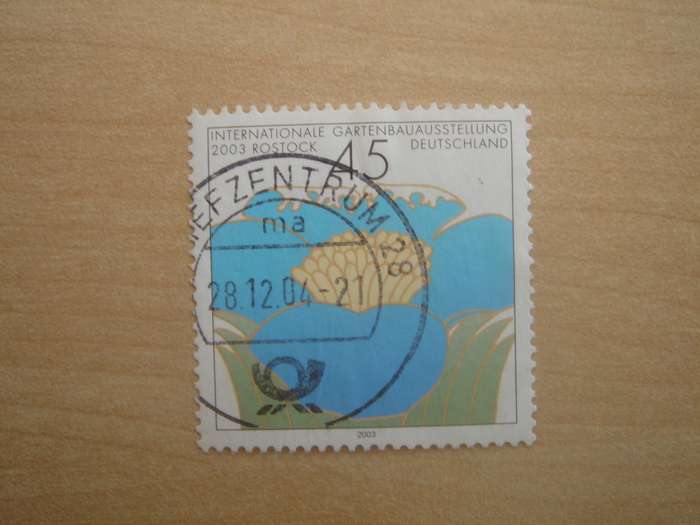 INTERNATIONALE GARTENBAUAUSSTELLUNG
2003 ROSTOCK
DEUTSCHLAND
45
EFZENTRUM 28
ma
28.12.04-21
2003